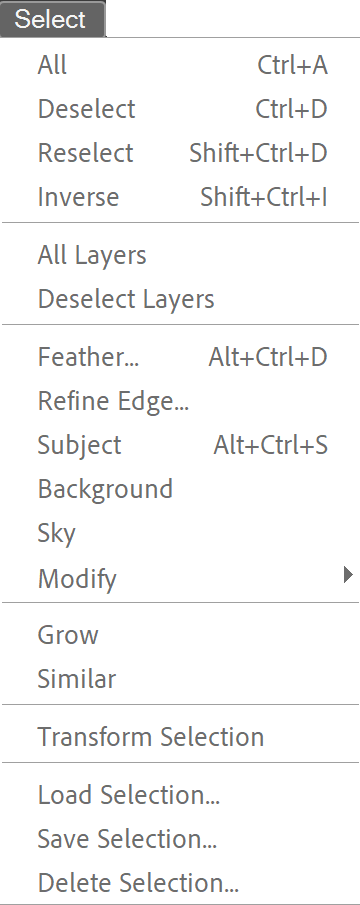 Select
All Ctrl+A
Deselect Ctrl+D
Reselect Shift+Ctrl+D
Inverse Shift+Ctrl+I
All Layers
Deselect Layers
Feather... Alt+Ctrl+D
Refine Edge...
Subject Alt+Ctrl+S
Background
Sky
Modify
Grow
Similar
Transform Selection
Load Selection...
Save Selection...
Delete Selection...